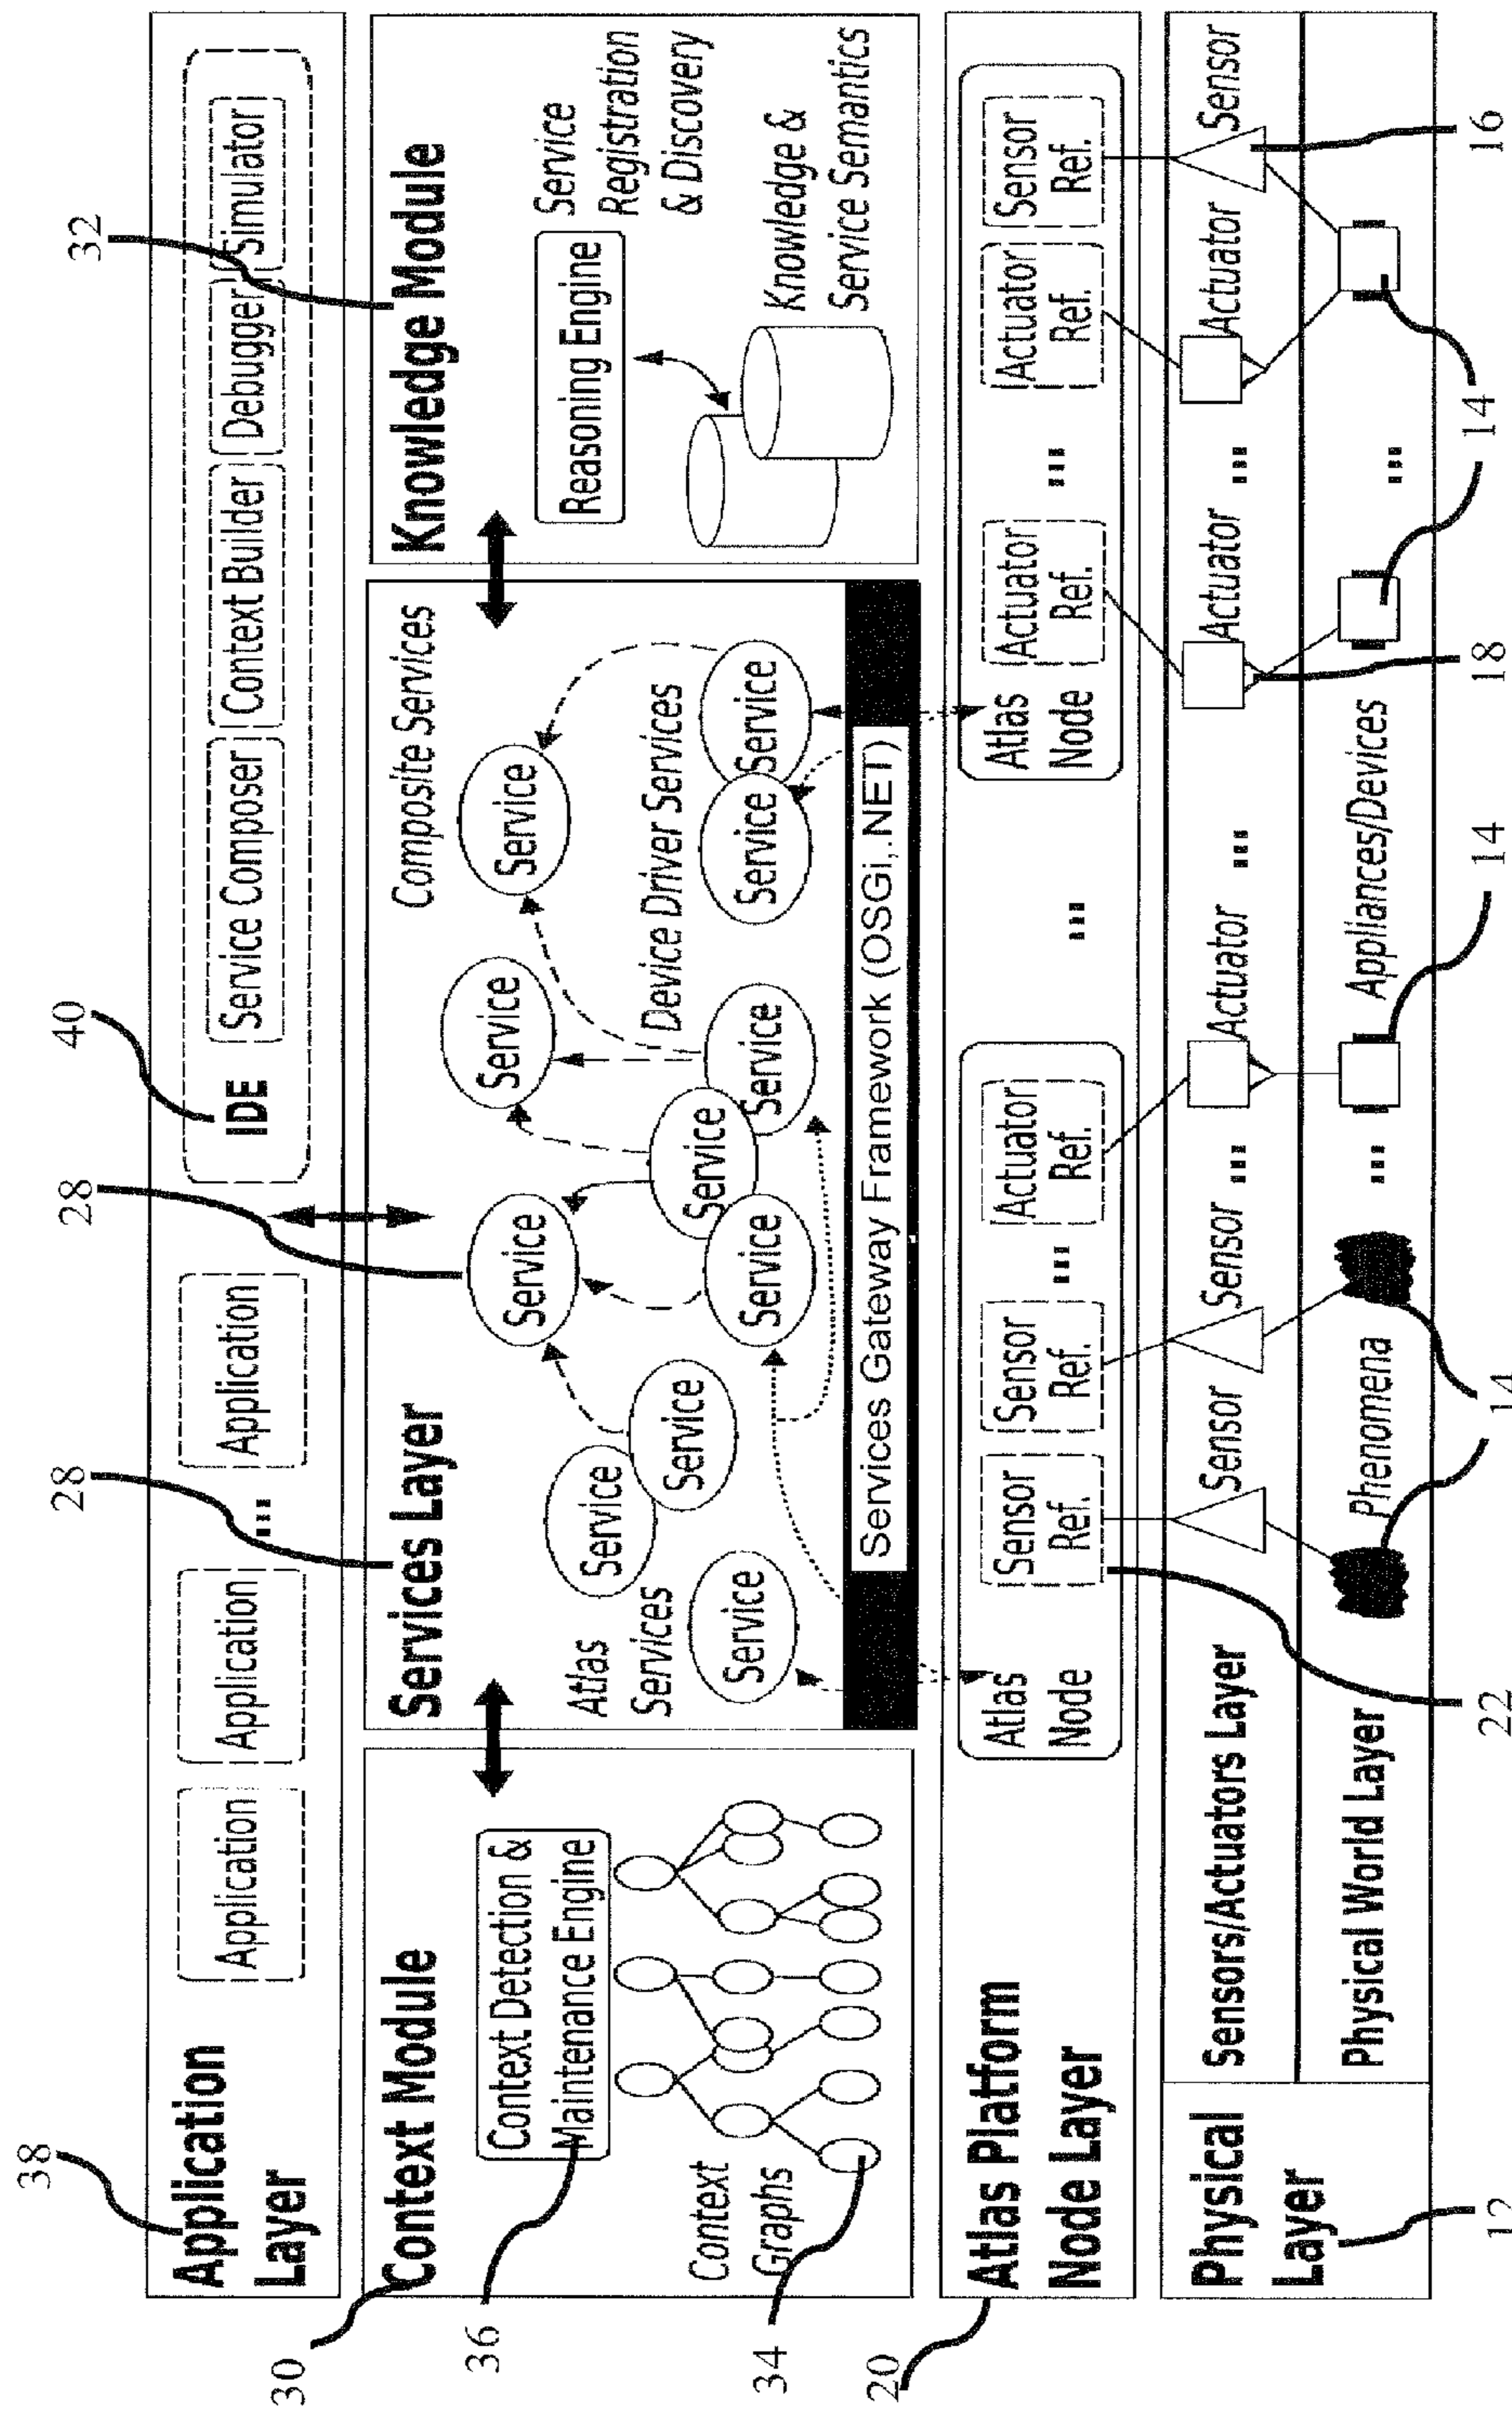 38
Application
Layer
Application
Application
...
Application
28
28
40
IDE
Service Composer
Context Builder
Debugger
Simulator
32
30
Context Module
36
Context Detection &
Maintenance Engine
Context
Graphs
34
Services Layer
Composite Services
Atlas
Services
Service
Service
Service
Service
Service
Service
Service
Service
Service
Service
Service
Device Driver Services
Services Gateway Framework (OSGi,.NET)
Knowledge Module
Reasoning Engine
Service
Registration
& Discovery
Knowledge &
Service Semantics
20
Atlas Platform
Node Layer
Atlas
Node
Sensor
Ref.
Sensor
Ref.
...
Actuator
Ref.
...
Atlas
Node
Actuator
Ref.
...
Actuator
Ref.
Sensor
Ref.
Physical
Layer
Sensors/Actuators Layer
Sensor
Sensor
...
Actuator
...
Actuator
...
Actuator
Sensor
Physical World Layer
Phenomena
...
Appliances/Devices
...
12
22
14
14
18
14
16